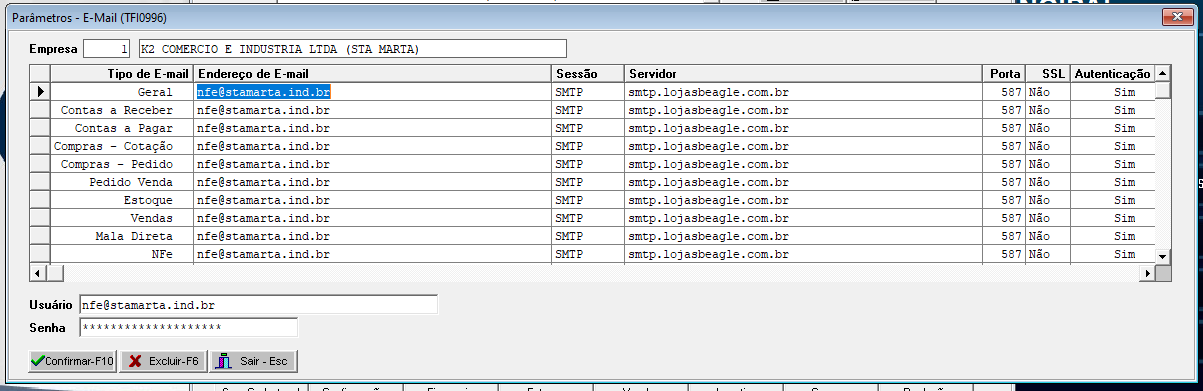 Parâmetros - E-Mail (TFI0996)
Empresa 1 K2 COMERCIO E INDUSTRIA LTDA (STA MARTA)
Tipo de E-mail Endereço de E-mail Sessão Servidor Porta SSL Autenticação
Geral nfe@stamarta.ind.br SMTP smtp.lojasbeagle.com.br 587 Não Sim
Contas a Receber nfe@stamarta.ind.br SMTP smtp.lojasbeagle.com.br 587 Não Sim
Contas a Pagar nfe@stamarta.ind.br SMTP smtp.lojasbeagle.com.br 587 Não Sim
Compras - Cotação nfe@stamarta.ind.br SMTP smtp.lojasbeagle.com.br 587 Não Sim
Compras - Pedido nfe@stamarta.ind.br SMTP smtp.lojasbeagle.com.br 587 Não Sim
Pedido Venda nfe@stamarta.ind.br SMTP smtp.lojasbeagle.com.br 587 Não Sim
Estoque nfe@stamarta.ind.br SMTP smtp.lojasbeagle.com.br 587 Não Sim
Vendas nfe@stamarta.ind.br SMTP smtp.lojasbeagle.com.br 587 Não Sim
Mala Direta nfe@stamarta.ind.br SMTP smtp.lojasbeagle.com.br 587 Não Sim
NFe nfe@stamarta.ind.br SMTP smtp.lojasbeagle.com.br 587 Não Sim
Usuário nfe@stamarta.ind.br
Senha ********************
Confirmar-F10 Excluir-F6 Sair - Esc